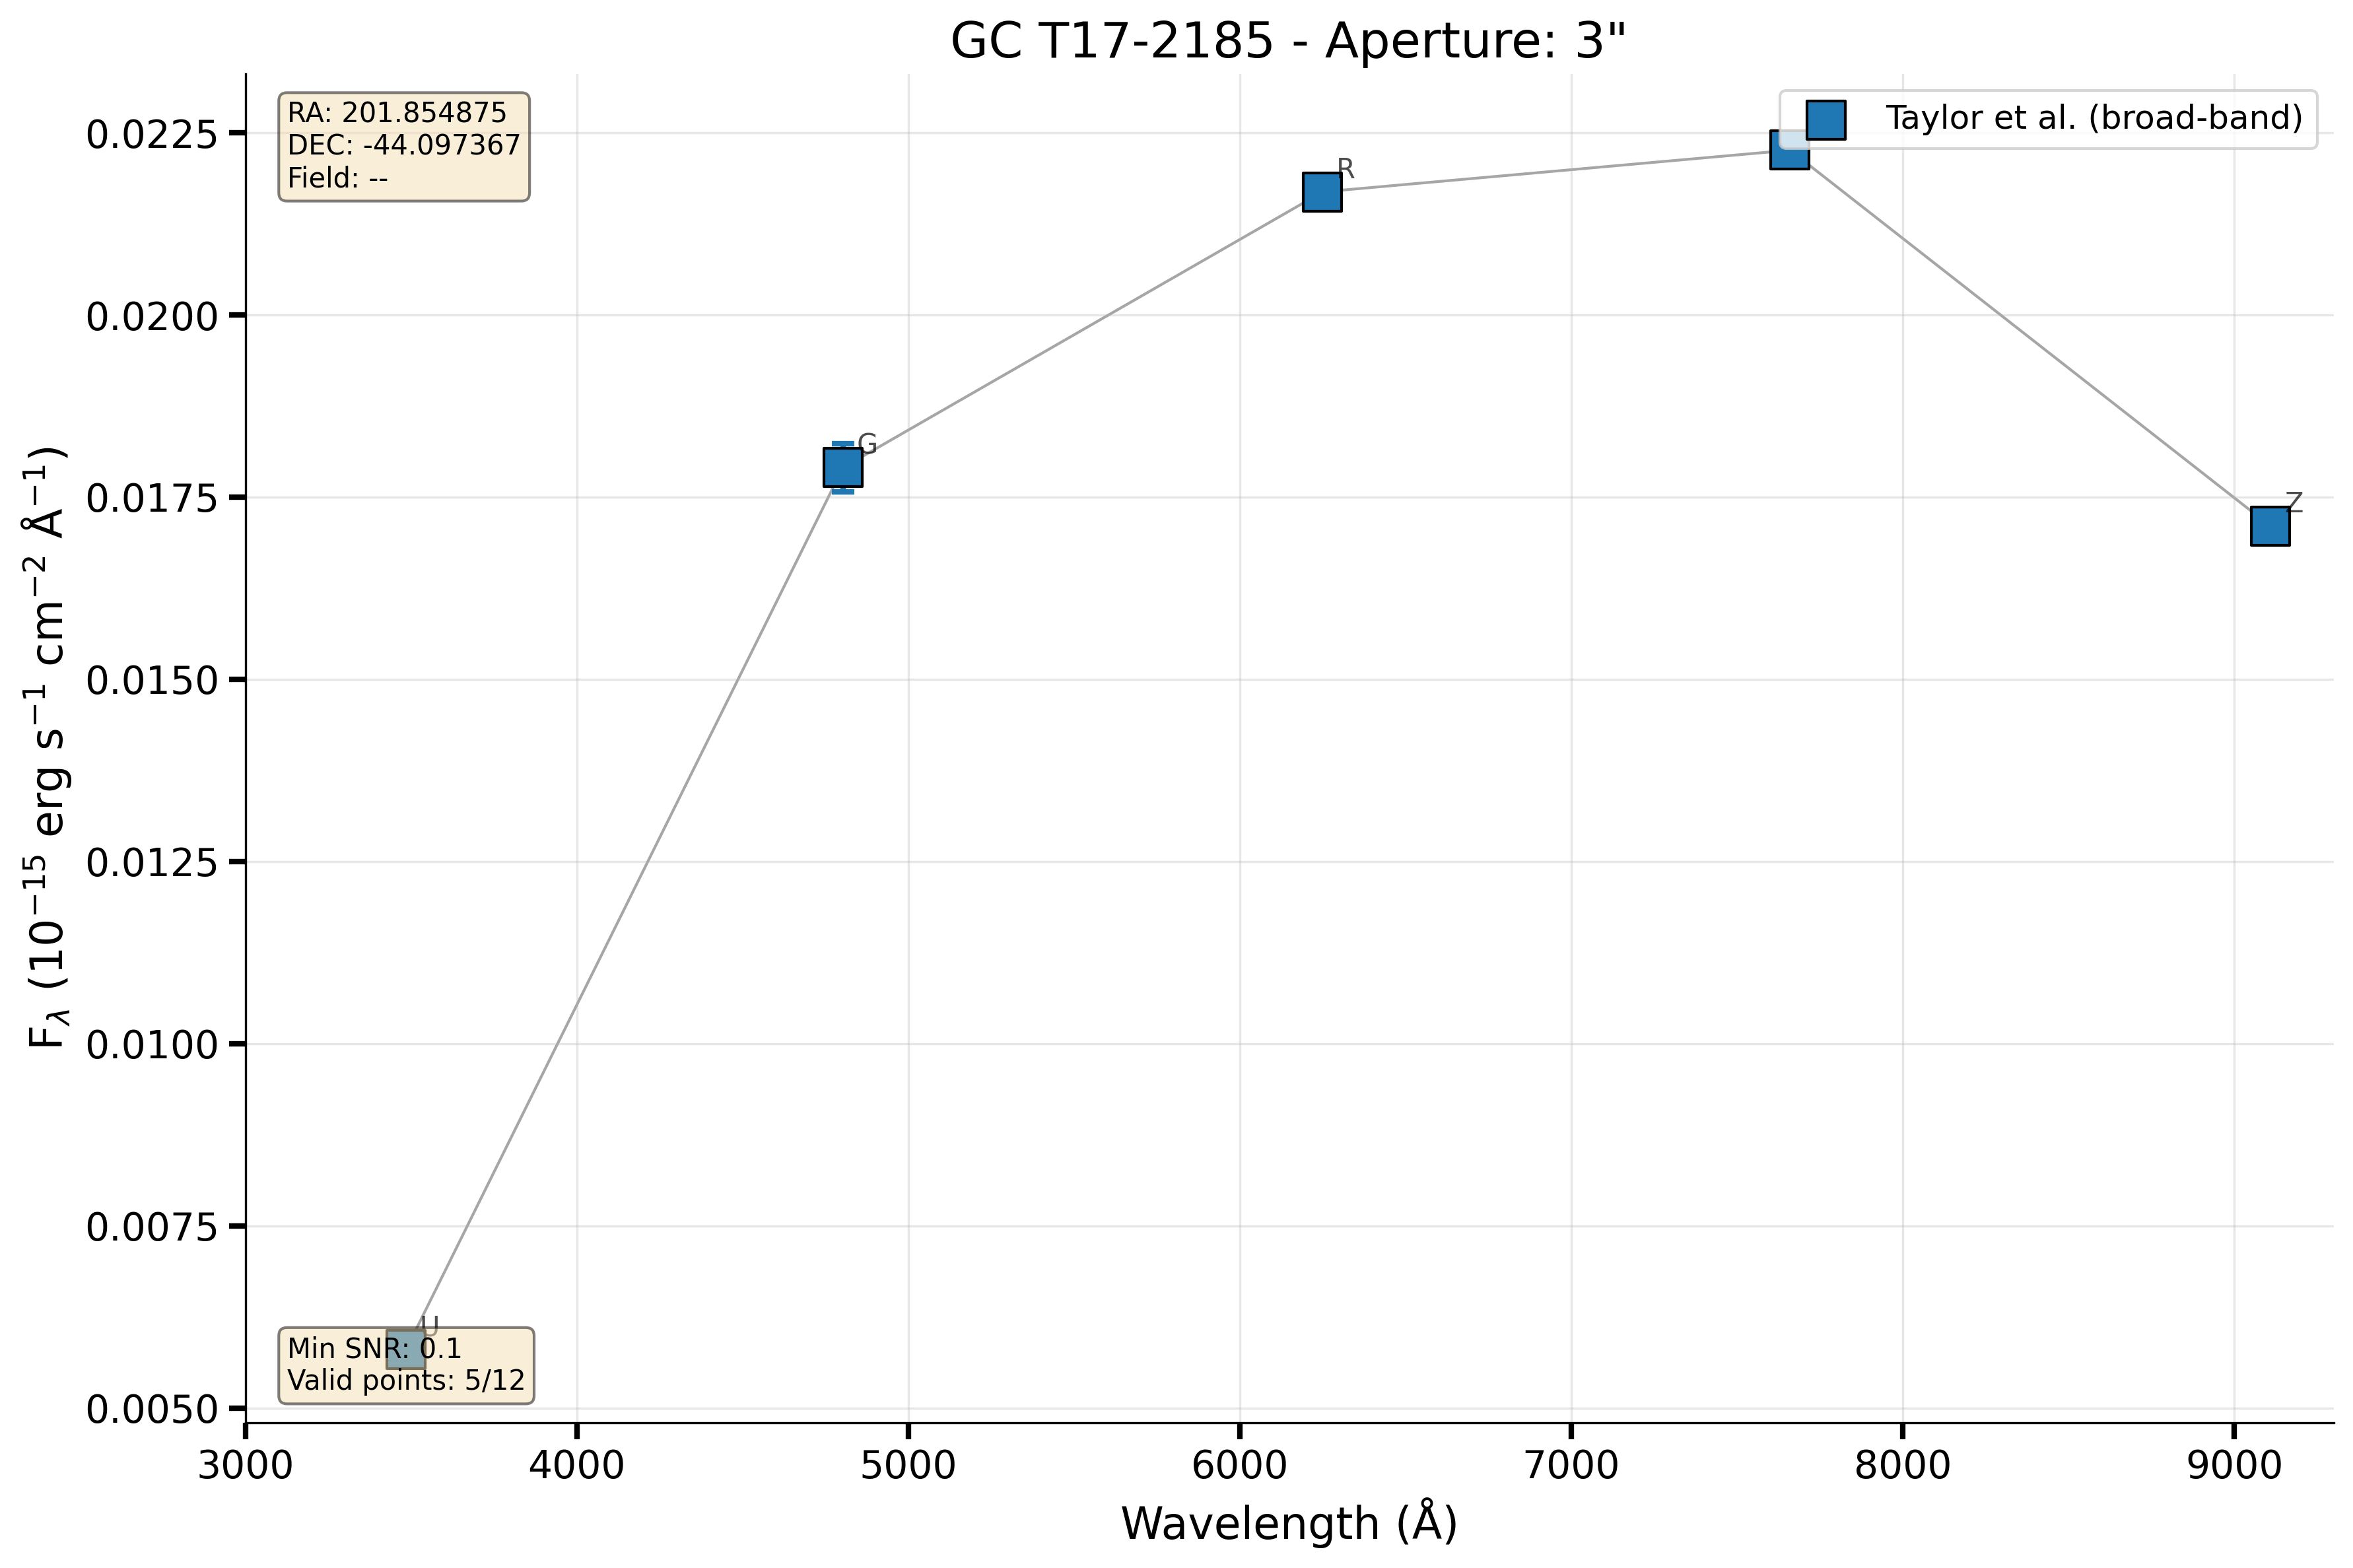 GC T17-2185 - Aperture: 3"
RA: 201.854875
DEC: -44.097367
Field: --
Taylor et al. (broad-band)
R
G
Z
U
Min SNR: 0.1
Valid points: 5/12
0.0225
0.0200
0.0175
0.0150
0.0125
0.0100
0.0075
0.0050
F_λ (10⁻¹⁵ erg s⁻¹ cm⁻² Å⁻¹)
3000 4000 5000 6000 7000 8000 9000
Wavelength (Å)